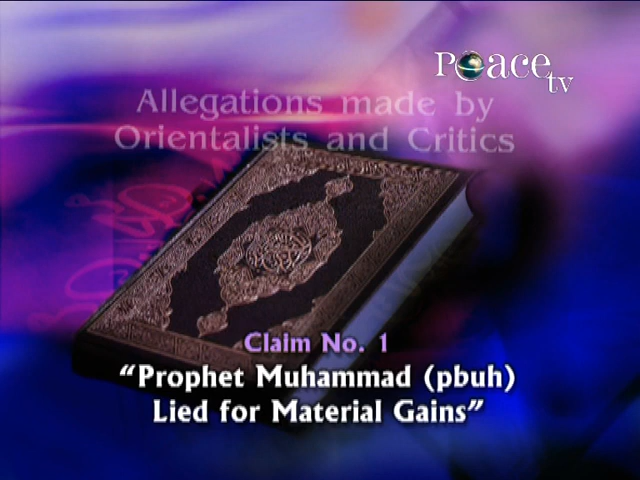 Peace tv
Allegations made by
Orientalists and Critics
Claim No. 1
“Prophet Muhammad (pbuh)
Lied for Material Gains”